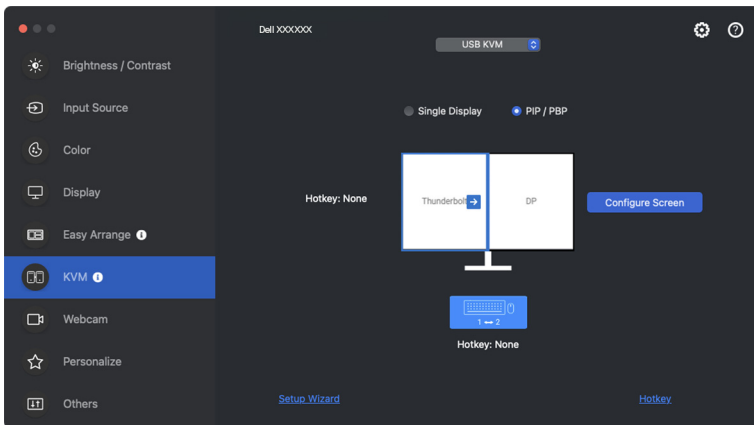 Dell XXXXXX
USB KVM
Brightness / Contrast
Input Source
Color
Display
Easy Arrange
KVM
Webcam
Personalize
Others
Single Display
PIP / PBP
Hotkey: None
Thunderbolt
DP
Configure Screen
1 ↔ 2
Hotkey: None
Setup Wizard
Hotkey